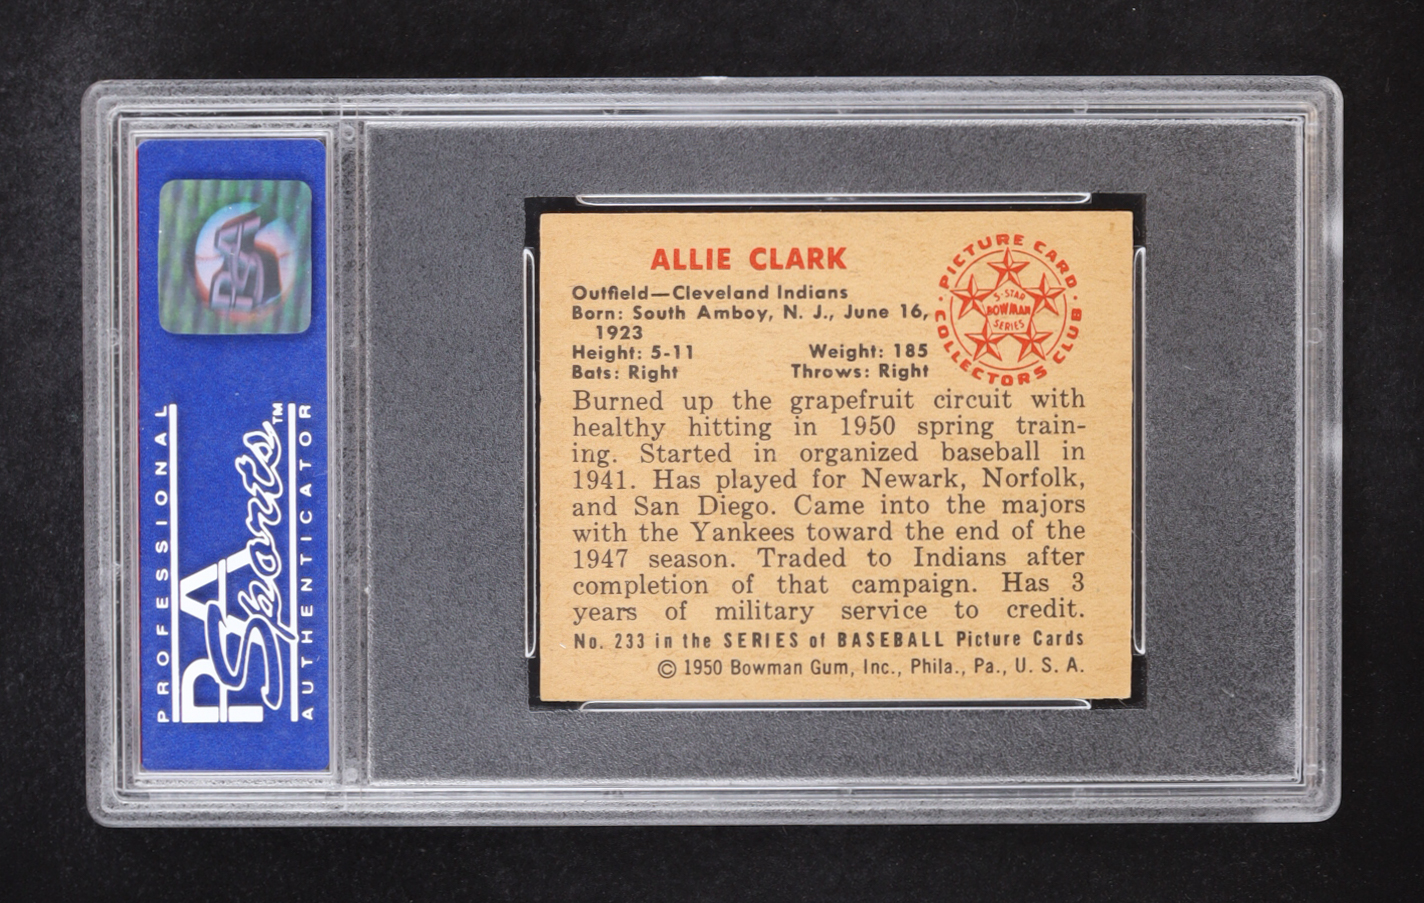 PSA
PROFESSIONAL
PSA
Sports™
AUTHENTICATOR
ALLIE CLARK
Outfield—Cleveland Indians
Born: South Amboy, N. J., June 16,
1923
Height: 5-11 Weight: 185
Bats: Right Throws: Right
PICTURE CARD
COLLECTORS CLUB
5-STAR
BOWMAN
SERIES
Burned up the grapefruit circuit with
healthy hitting in 1950 spring train-
ing. Started in organized baseball in
1941. Has played for Newark, Norfolk,
and San Diego. Came into the majors
with the Yankees toward the end of the
1947 season. Traded to Indians after
completion of that campaign. Has 3
years of military service to credit.
No. 233 in the SERIES of BASEBALL Picture Cards
© 1950 Bowman Gum, Inc., Phila., Pa., U. S. A.